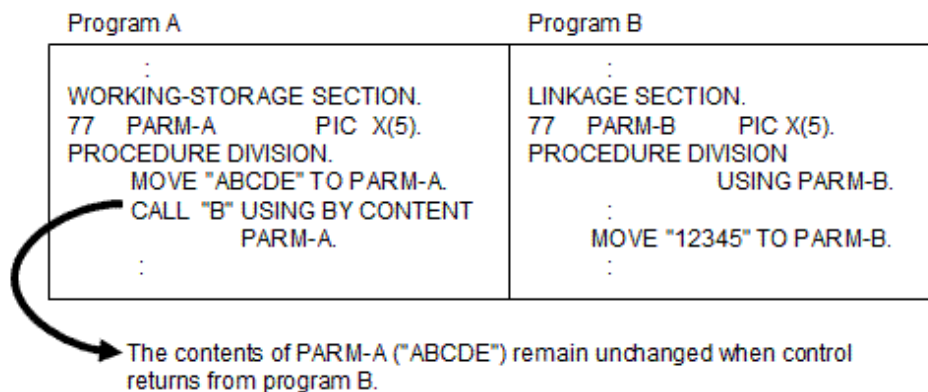 Program A
:
WORKING-STORAGE SECTION.
77 PARM-A PIC X(5).
PROCEDURE DIVISION.
MOVE "ABCDE" TO PARM-A.
CALL "B" USING BY CONTENT
PARM-A.
:
Program B
:
LINKAGE SECTION.
77 PARM-B PIC X(5).
PROCEDURE DIVISION
USING PARM-B.
:
MOVE "12345" TO PARM-B.
:
The contents of PARM-A ("ABCDE") remain unchanged when control
returns from program B.